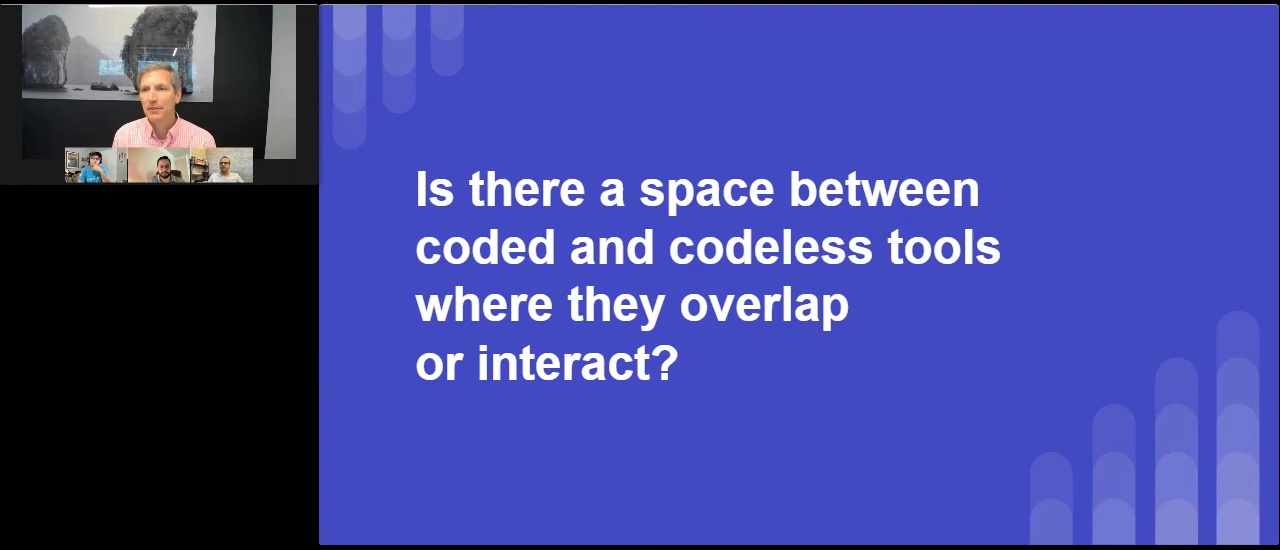 Is there a space between
coded and codeless tools
where they overlap
or interact?